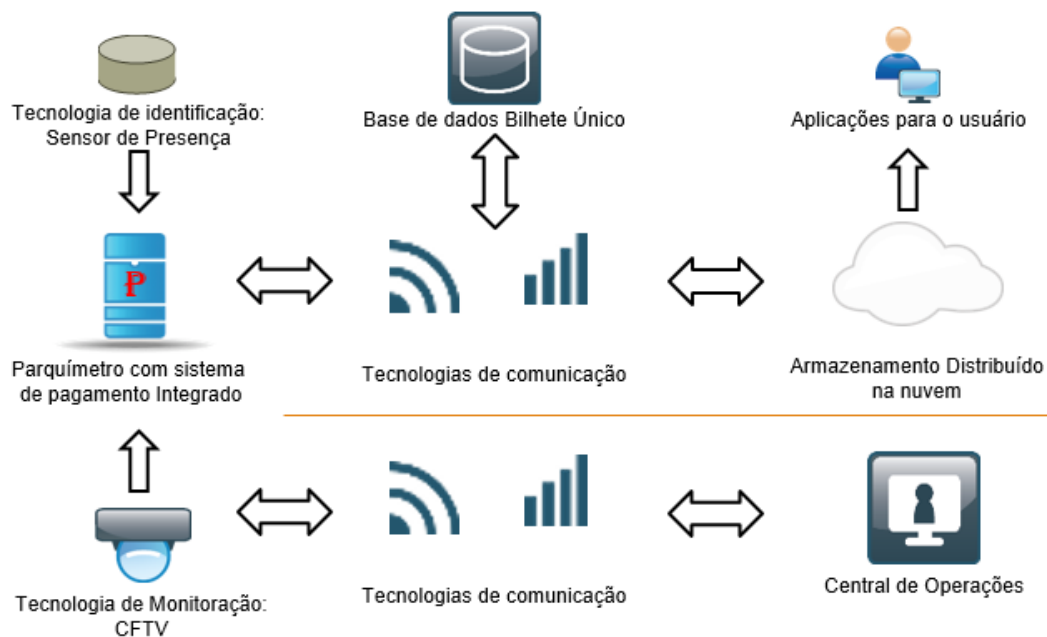 Tecnologia de identificação:
Sensor de Presença
Base de dados Bilhete Único
Aplicações para o usuário
P
Parquímetro com sistema
de pagamento Integrado
Tecnologias de comunicação
Armazenamento Distribuído
na nuvem
Tecnologia de Monitoração:
CFTV
Tecnologias de comunicação
Central de Operações